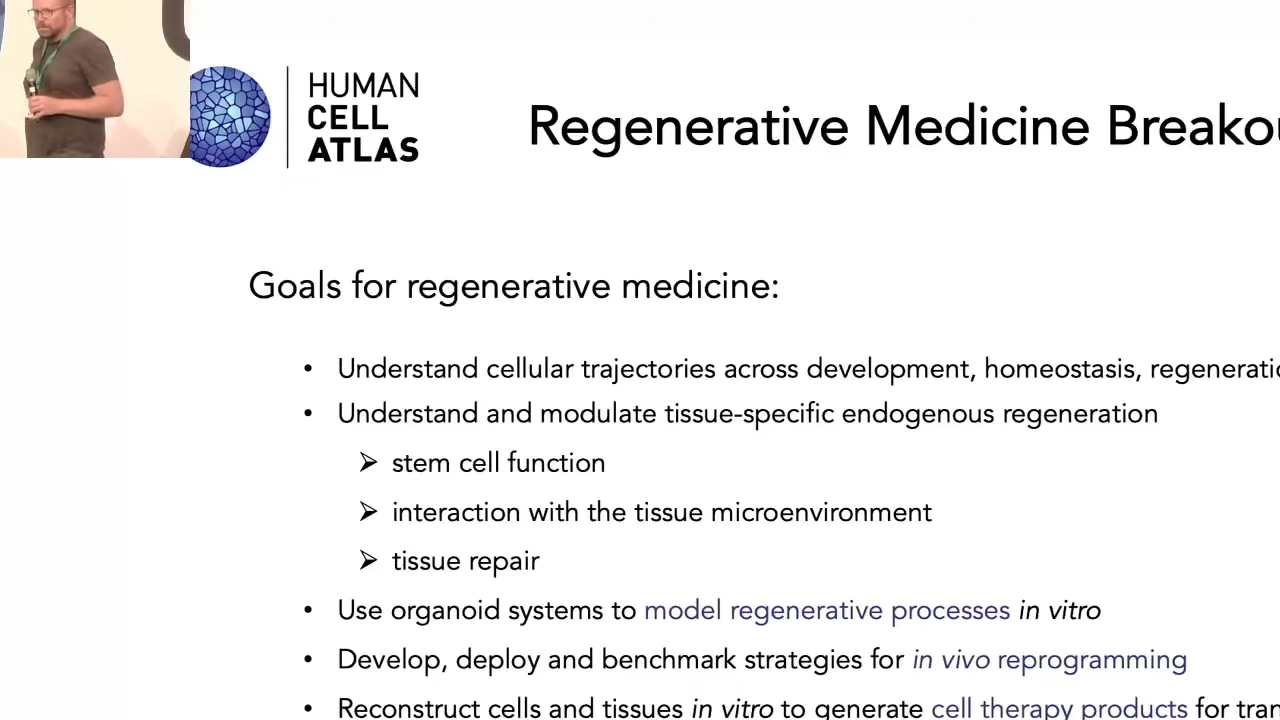 HUMAN
CELL
ATLAS
Regenerative Medicine Breako
Goals for regenerative medicine:
• Understand cellular trajectories across development, homeostasis, regenerati
• Understand and modulate tissue-specific endogenous regeneration
➢ stem cell function
➢ interaction with the tissue microenvironment
➢ tissue repair
• Use organoid systems to model regenerative processes in vitro
• Develop, deploy and benchmark strategies for in vivo reprogramming
• Reconstruct cells and tissues in vitro to generate cell therapy products for tran